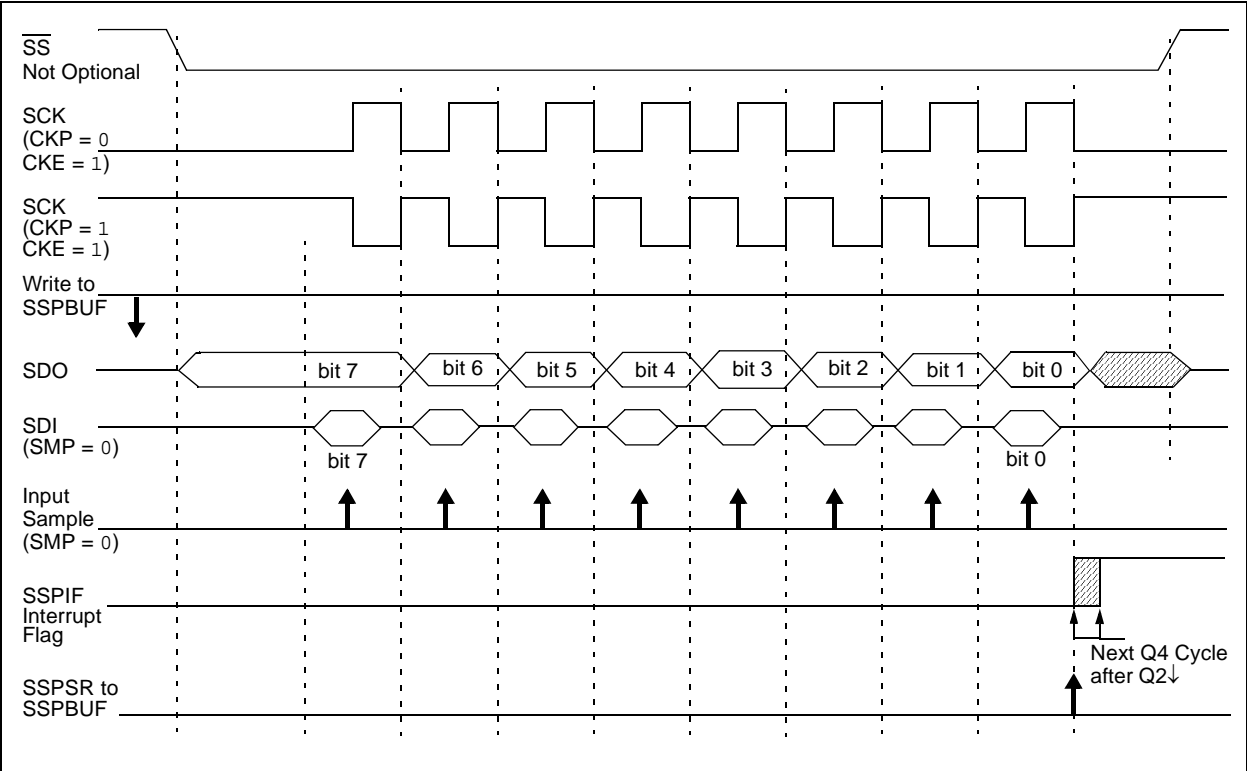 SS
Not Optional
SCK
(CKP = 0
CKE = 1)
SCK
(CKP = 1
CKE = 1)
Write to
SSPBUF
SDO
bit 7 bit 6 bit 5 bit 4 bit 3 bit 2 bit 1 bit 0
SDI
(SMP = 0)
bit 7 bit 0
Input
Sample
(SMP = 0)
SSPIF
Interrupt
Flag
Next Q4 Cycle
after Q2↓
SSPSR to
SSPBUF